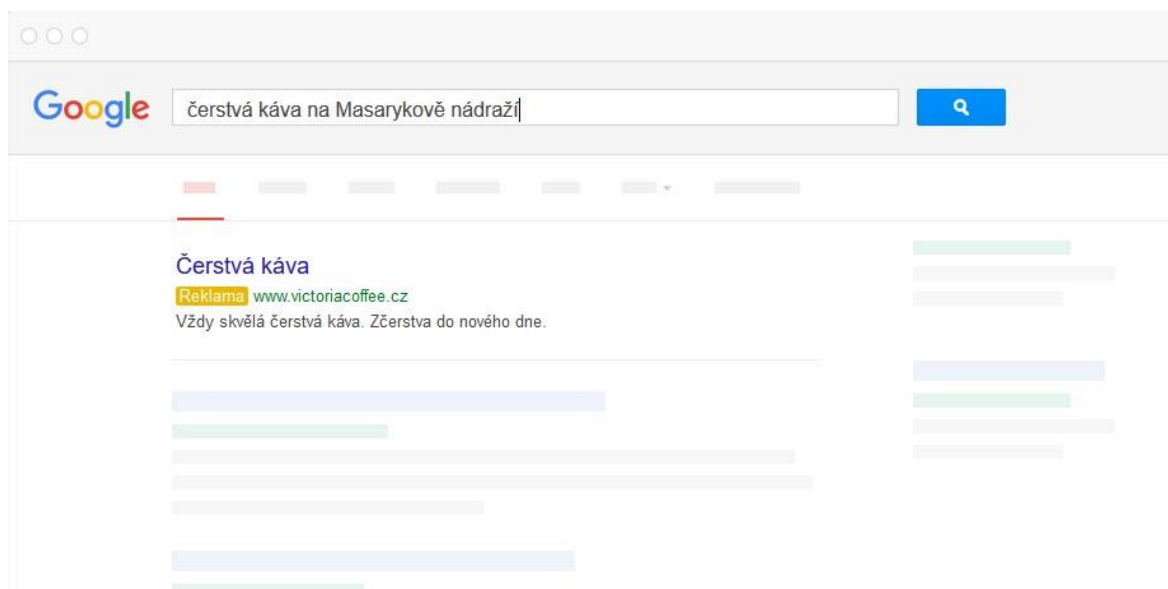 Google
čerstvá káva na Masarykově nádraží
Čerstvá káva
Reklama www.victoriacoffee.cz
Vždy skvělá čerstvá káva. Zčerstva do nového dne.